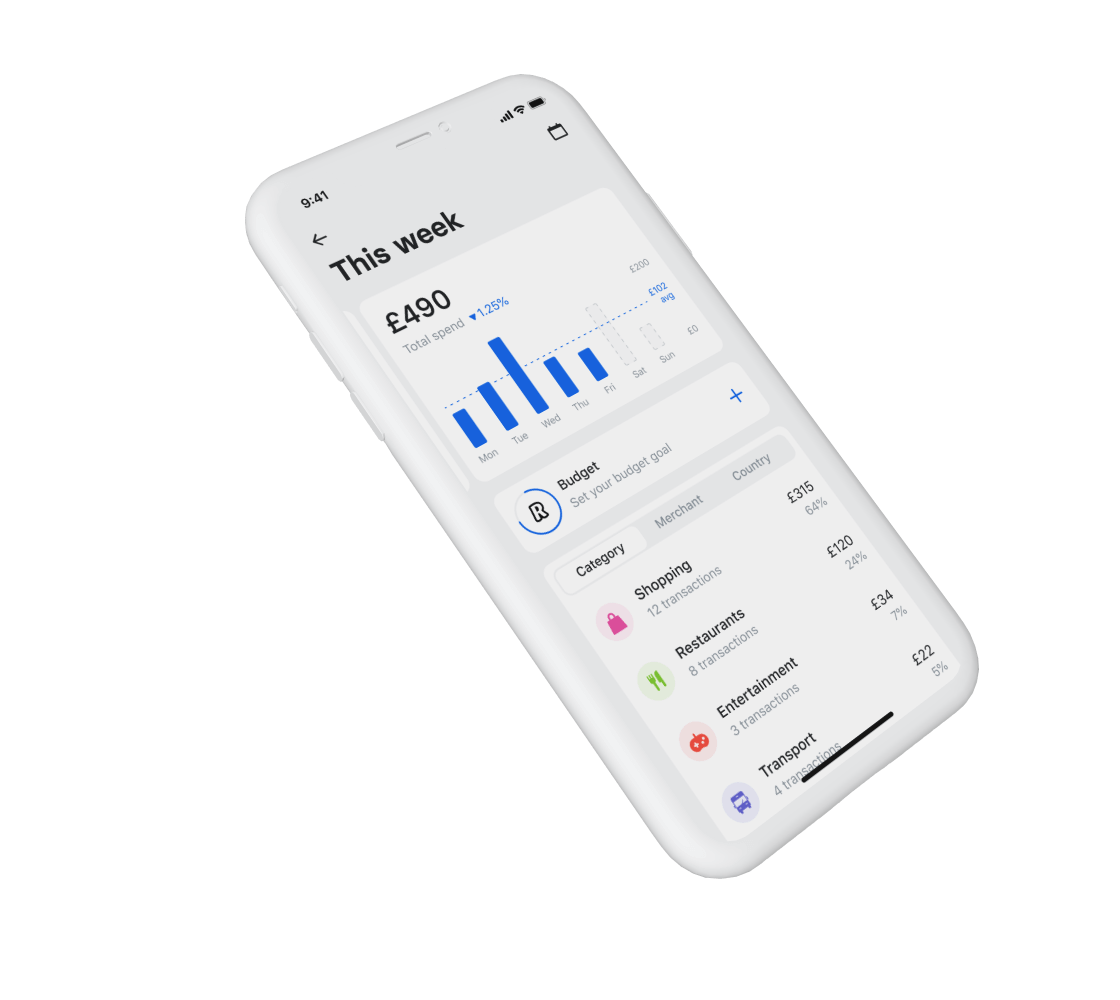 9:41
This week
£490
Total spend ▼1.25%
£200
£102
avg
£0
Mon Tue Wed Thu Fri Sat Sun
Budget
Set your budget goal
+
R
Category Merchant Country
Shopping £315
12 transactions 64%
Restaurants £120
8 transactions 24%
Entertainment £34
3 transactions 7%
Transport £22
4 transactions 5%